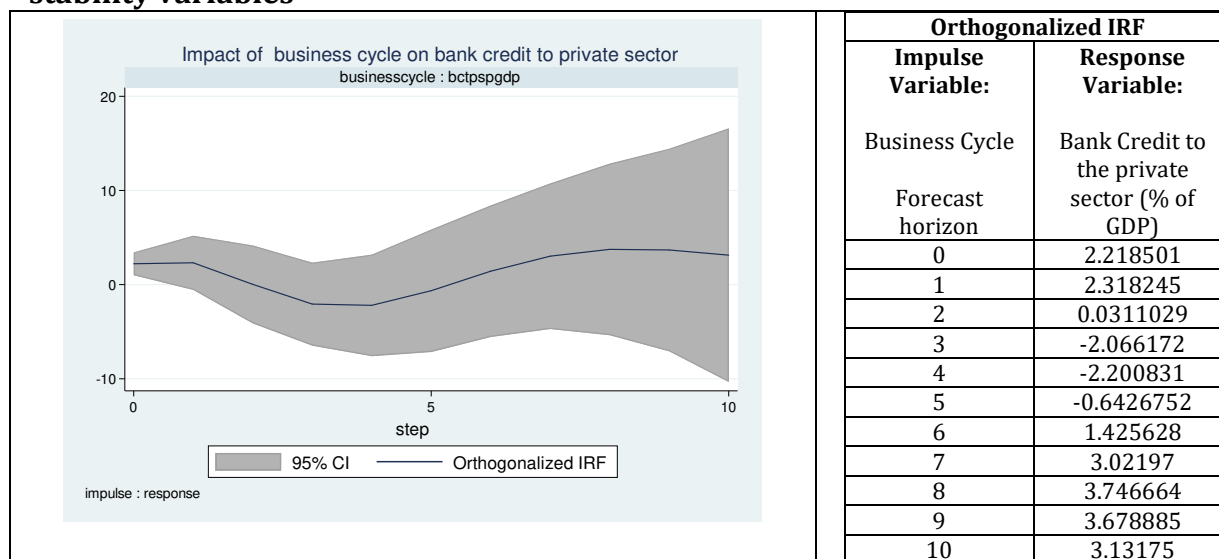 stability variables
Impact of  business cycle on bank credit to private sector
businesscycle : bctpspgdp
20
10
0
-10
0
5
10
step
95% CI
Orthogonalized IRF
impulse : response
Orthogonalized IRF
Impulse Variable:
Response Variable:
Business Cycle
Bank Credit to the private sector (% of GDP)
Forecast horizon
0 2.218501
1 2.318245
2 0.0311029
3 -2.066172
4 -2.200831
5 -0.6426752
6 1.425628
7 3.02197
8 3.746664
9 3.678885
10 3.13175